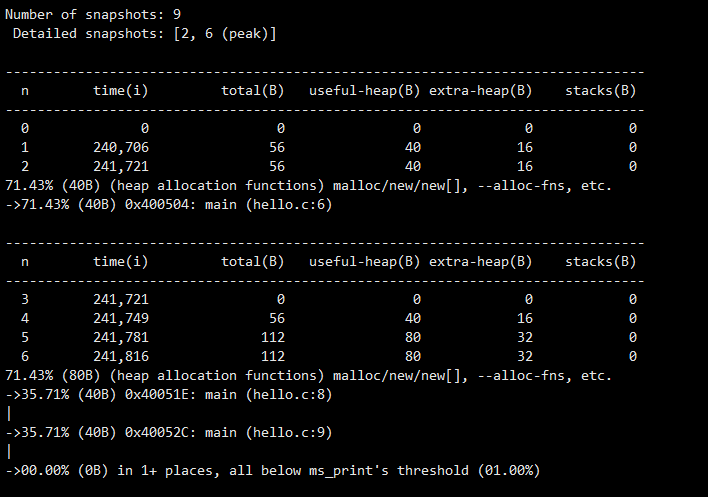 Number of snapshots: 9
 Detailed snapshots: [2, 6 (peak)]
--------------------------------------------------------------------------------
  n        time(i)         total(B)   useful-heap(B) extra-heap(B)    stacks(B)
--------------------------------------------------------------------------------
  0              0                0                0             0            0
  1        240,706               56               40            16            0
  2        241,721               56               40            16            0
71.43% (40B) (heap allocation functions) malloc/new/new[], --alloc-fns, etc.
->71.43% (40B) 0x400504: main (hello.c:6)
--------------------------------------------------------------------------------
  n        time(i)         total(B)   useful-heap(B) extra-heap(B)    stacks(B)
--------------------------------------------------------------------------------
  3        241,721                0                0             0            0
  4        241,749               56               40            16            0
  5        241,781              112               80            32            0
  6        241,816              112               80            32            0
71.43% (80B) (heap allocation functions) malloc/new/new[], --alloc-fns, etc.
->35.71% (40B) 0x40051E: main (hello.c:8)
|
->35.71% (40B) 0x40052C: main (hello.c:9)
|
->00.00% (0B) in 1+ places, all below ms_print's threshold (01.00%)